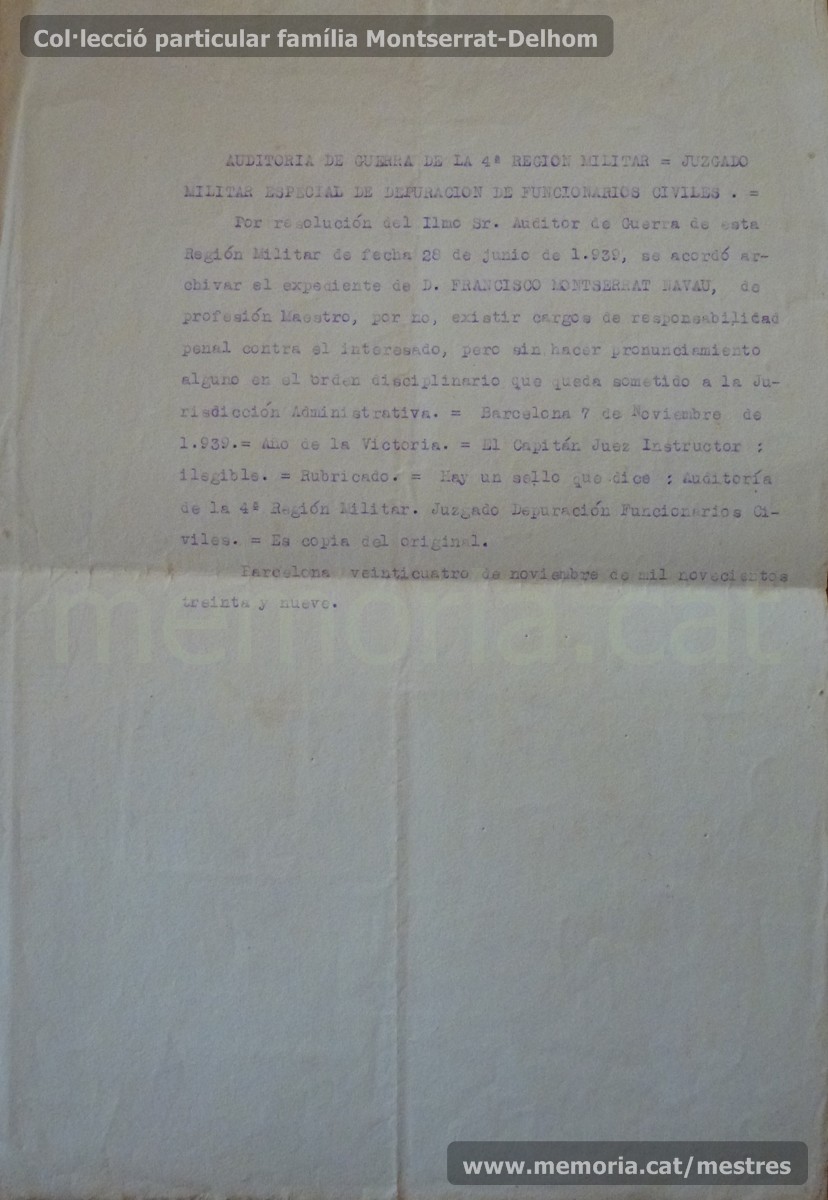 Col·lecció particular família Montserrat-Delhom
AUDITORIA DE GUERRA DE LA 4ª REGION MILITAR = JUZGADO
MILITAR ESPECIAL DE DEPURACION DE FUNCIONARIOS CIVILES . =
Por resolución del Ilmo Sr. Auditor de Guerra de esta
Región Militar de fecha 28 de junio de 1.939, se acordó ar-
chivar el expediente de D. FRANCISCO MONTSERRAT NAVAU, de
profesión Maestro, por no, existir cargos de responsabilidad
penal contra el interesado, pero sin hacer pronunciamiento
alguno en el orden disciplinario que queda sometido a la Ju-
risdicción Administrativa. = Barcelona 7 de Noviembre de
1.939.= Año de la Victoria. = El Capitán Juez Instructor ;
ilegible. = Rubricado. = Hay un sello que dice : Auditoría
de la 4ª Región Militar. Juzgado Depuración Funcionarios Ci-
viles. = Es copia del original.
Barcelona veinticuatro de noviembre de mil novecientos
treinta y nueve.
memoria.cat
www.memoria.cat/mestres